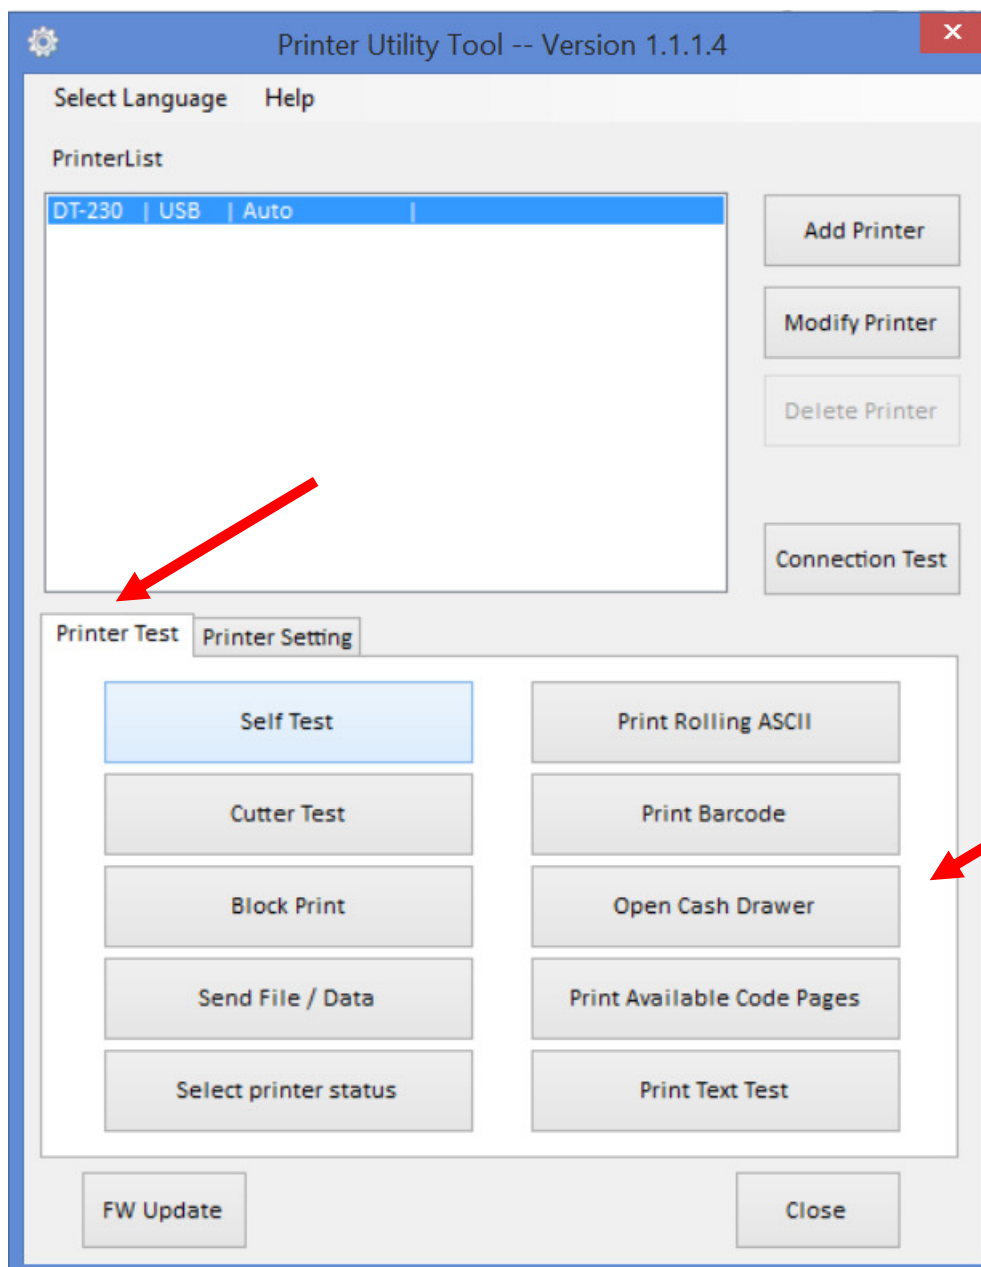 Printer Utility Tool -- Version 1.1.1.4
Select Language Help
PrinterList
DT-230 | USB | Auto |
Add Printer
Modify Printer
Delete Printer
Connection Test
Printer Test Printer Setting
Self Test Print Rolling ASCII
Cutter Test Print Barcode
Block Print Open Cash Drawer
Send File / Data Print Available Code Pages
Select printer status Print Text Test
FW Update Close